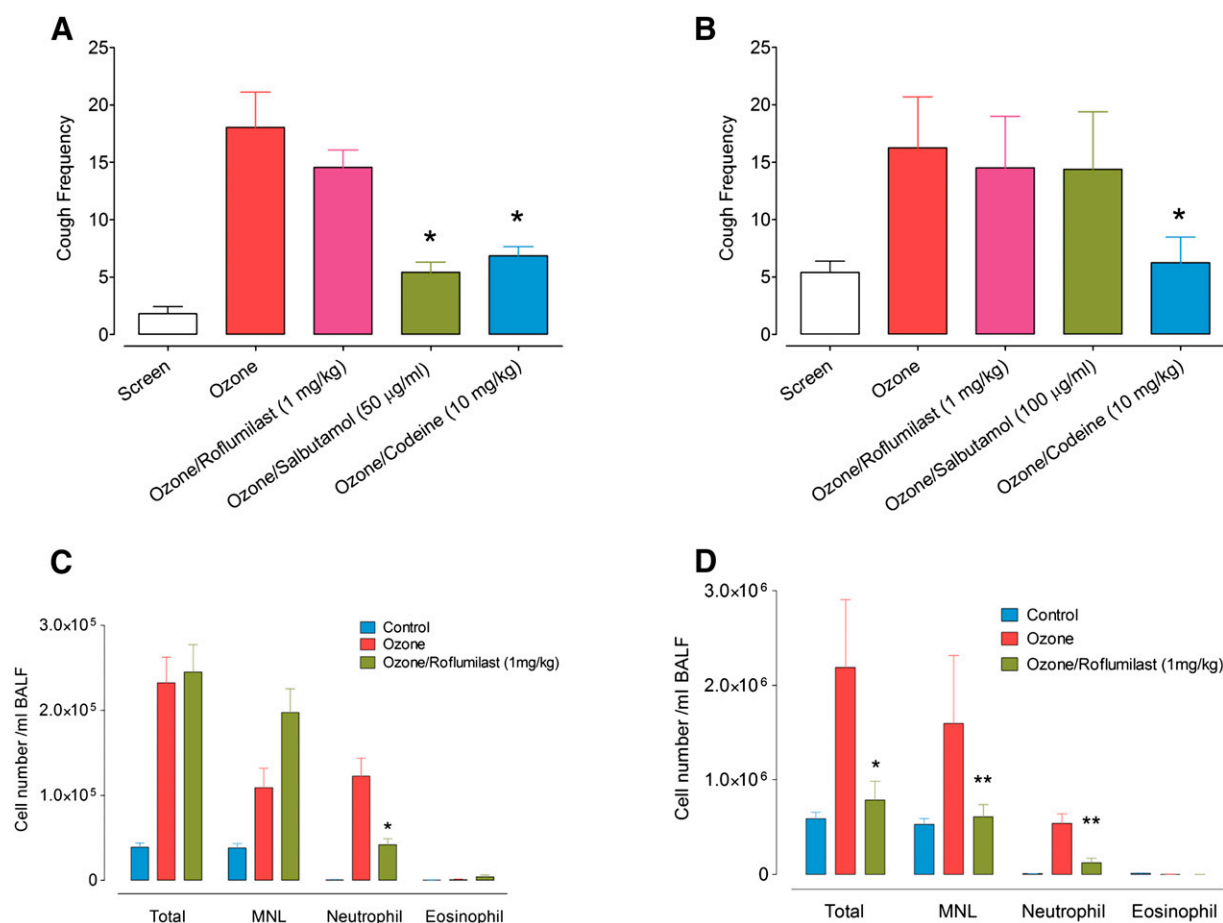 A
Cough Frequency
25
20
15
10
5
0
*
*
Screen
Ozone
Ozone/Roflumilast (1 mg/kg)
Ozone/Salbutamol (50 µg/ml)
Ozone/Codeine (10 mg/kg)
B
Cough Frequency
25
20
15
10
5
0
*
Screen
Ozone
Ozone/Roflumilast (1 mg/kg)
Ozone/Salbutamol (100 µg/ml)
Ozone/Codeine (10 mg/kg)
C
Cell number /ml BALF
3.0×10⁵
2.0×10⁵
1.0×10⁵
0
Control
Ozone
Ozone/Roflumilast (1mg/kg)
*
Total MNL Neutrophil Eosinophil
D
Cell number /ml BALF
3.0×10⁶
2.0×10⁶
1.0×10⁶
0
Control
Ozone
Ozone/Roflumilast (1mg/kg)
*
**
**
Total MNL Neutrophil Eosinophil